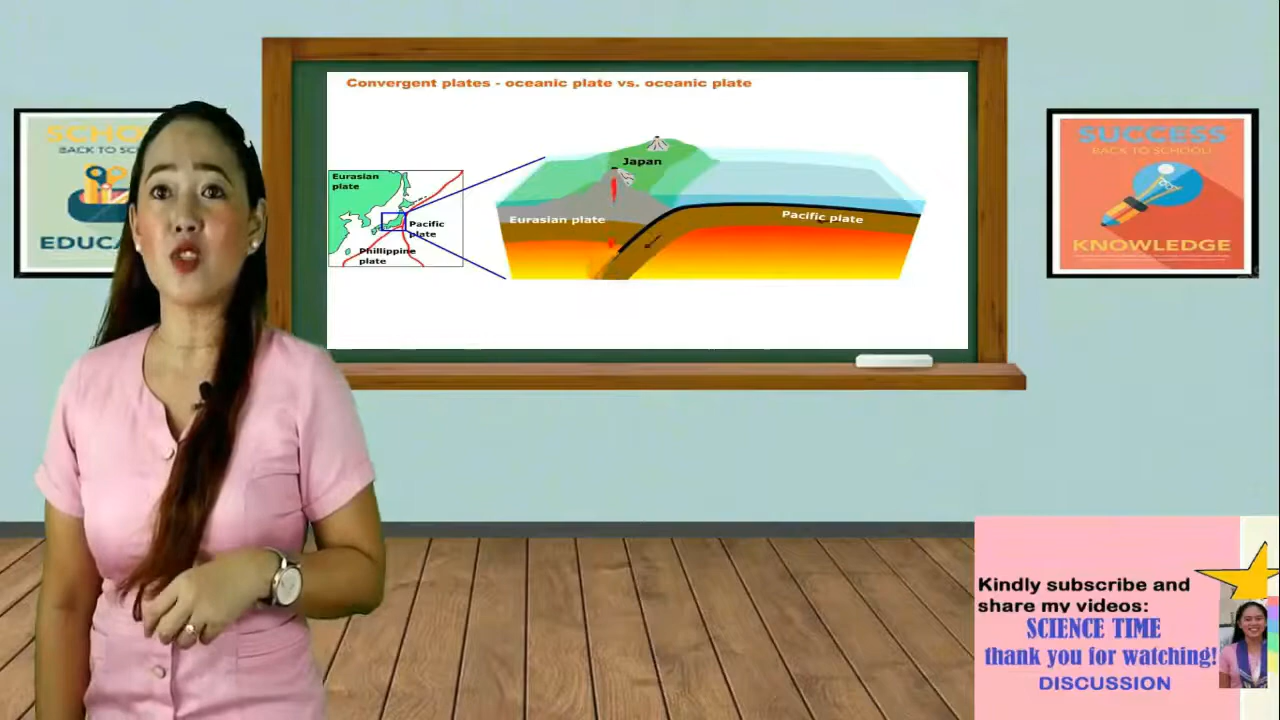 Convergent plates - oceanic plate vs. oceanic plate
Eurasian
plate
Pacific
plate
Phillippine
plate
Japan
Eurasian plate
Pacific plate
BACK TO
SUCCESS
BACK TO SCHOOL!
KNOWLEDGE
Kindly subscribe and
share my videos:
SCIENCE TIME
thank you for watching!
DISCUSSION